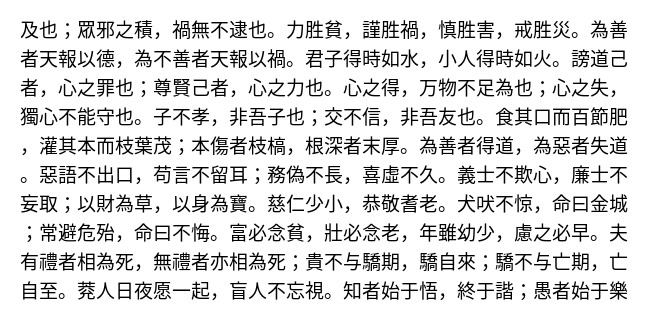 及也；眾邪之積，禍無不逮也。力胜貧，謹胜禍，慎胜害，戒胜災。為善
者天報以德，為不善者天報以禍。君子得時如水，小人得時如火。謗道己
者，心之罪也；尊賢己者，心之力也。心之得，万物不足為也；心之失，
獨心不能守也。子不孝，非吾子也；交不信，非吾友也。食其口而百節肥
，灌其本而枝葉茂；本傷者枝槁，根深者末厚。為善者得道，為惡者失道
。惡語不出口，苟言不留耳；務偽不長，喜虛不久。義士不欺心，廉士不
妄取；以財為草，以身為寶。慈仁少小，恭敬耆老。犬吠不惊，命曰金城
；常避危殆，命曰不悔。富必念貧，壯必念老，年雖幼少，慮之必早。夫
有禮者相為死，無禮者亦相為死；貴不与驕期，驕自來；驕不与亡期，亡
自至。蹺人日夜愿一起，盲人不忘視。知者始于悟，終于諧；愚者始于樂